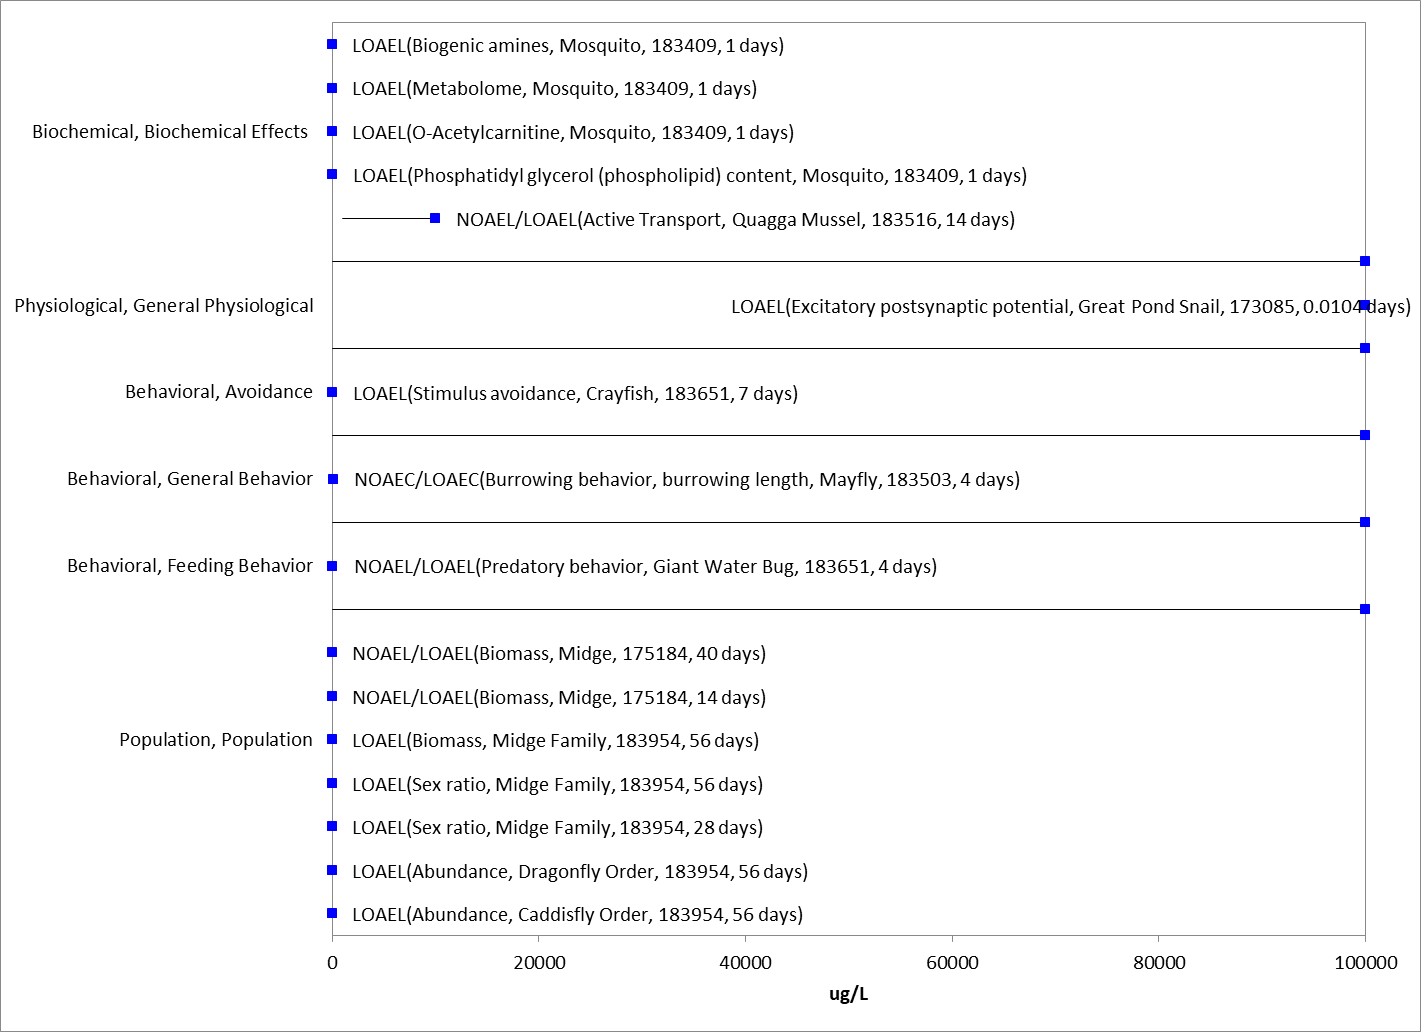 LOAEL(Biogenic amines, Mosquito, 183409, 1 days)
LOAEL(Metabolome, Mosquito, 183409, 1 days)
Biochemical, Biochemical Effects
LOAEL(O-Acetylcarnitine, Mosquito, 183409, 1 days)
LOAEL(Phosphatidyl glycerol (phospholipid) content, Mosquito, 183409, 1 days)
NOAEL/LOAEL(Active Transport, Quagga Mussel, 183516, 14 days)
Physiological, General Physiological
LOAEL(Excitatory postsynaptic potential, Great Pond Snail, 173085, 0.0104 days)
Behavioral, Avoidance
LOAEL(Stimulus avoidance, Crayfish, 183651, 7 days)
Behavioral, General Behavior
NOAEC/LOAEC(Burrowing behavior, burrowing length, Mayfly, 183503, 4 days)
Behavioral, Feeding Behavior
NOAEL/LOAEL(Predatory behavior, Giant Water Bug, 183651, 4 days)
NOAEL/LOAEL(Biomass, Midge, 175184, 40 days)
NOAEL/LOAEL(Biomass, Midge, 175184, 14 days)
Population, Population
LOAEL(Biomass, Midge Family, 183954, 56 days)
LOAEL(Sex ratio, Midge Family, 183954, 56 days)
LOAEL(Sex ratio, Midge Family, 183954, 28 days)
LOAEL(Abundance, Dragonfly Order, 183954, 56 days)
LOAEL(Abundance, Caddisfly Order, 183954, 56 days)
0 20000 40000 60000 80000 100000
ug/L